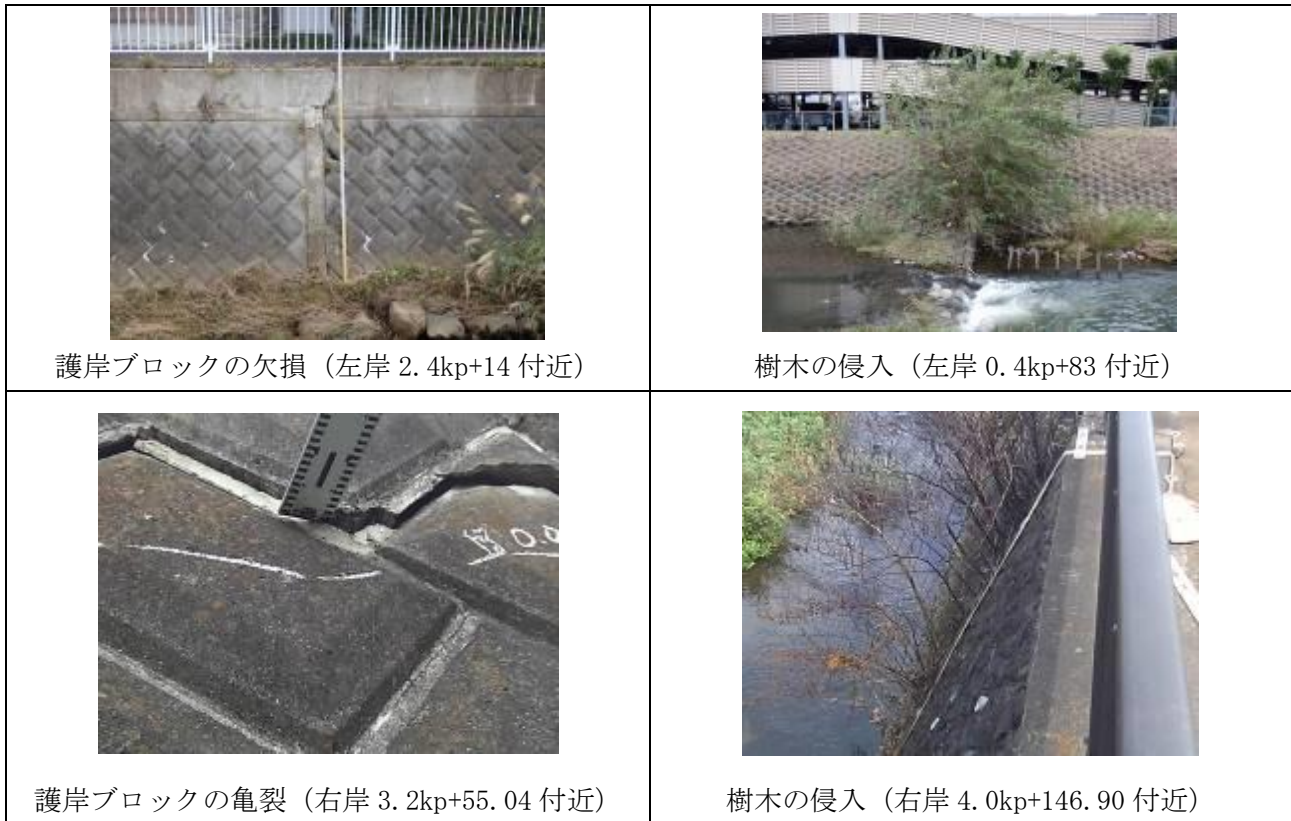 護岸ブロックの欠損（左岸 2.4kp+14 付近）
樹木の侵入（左岸 0.4kp+83 付近）
護岸ブロックの亀裂（右岸 3.2kp+55.04 付近）
樹木の侵入（右岸 4.0kp+146.90 付近）